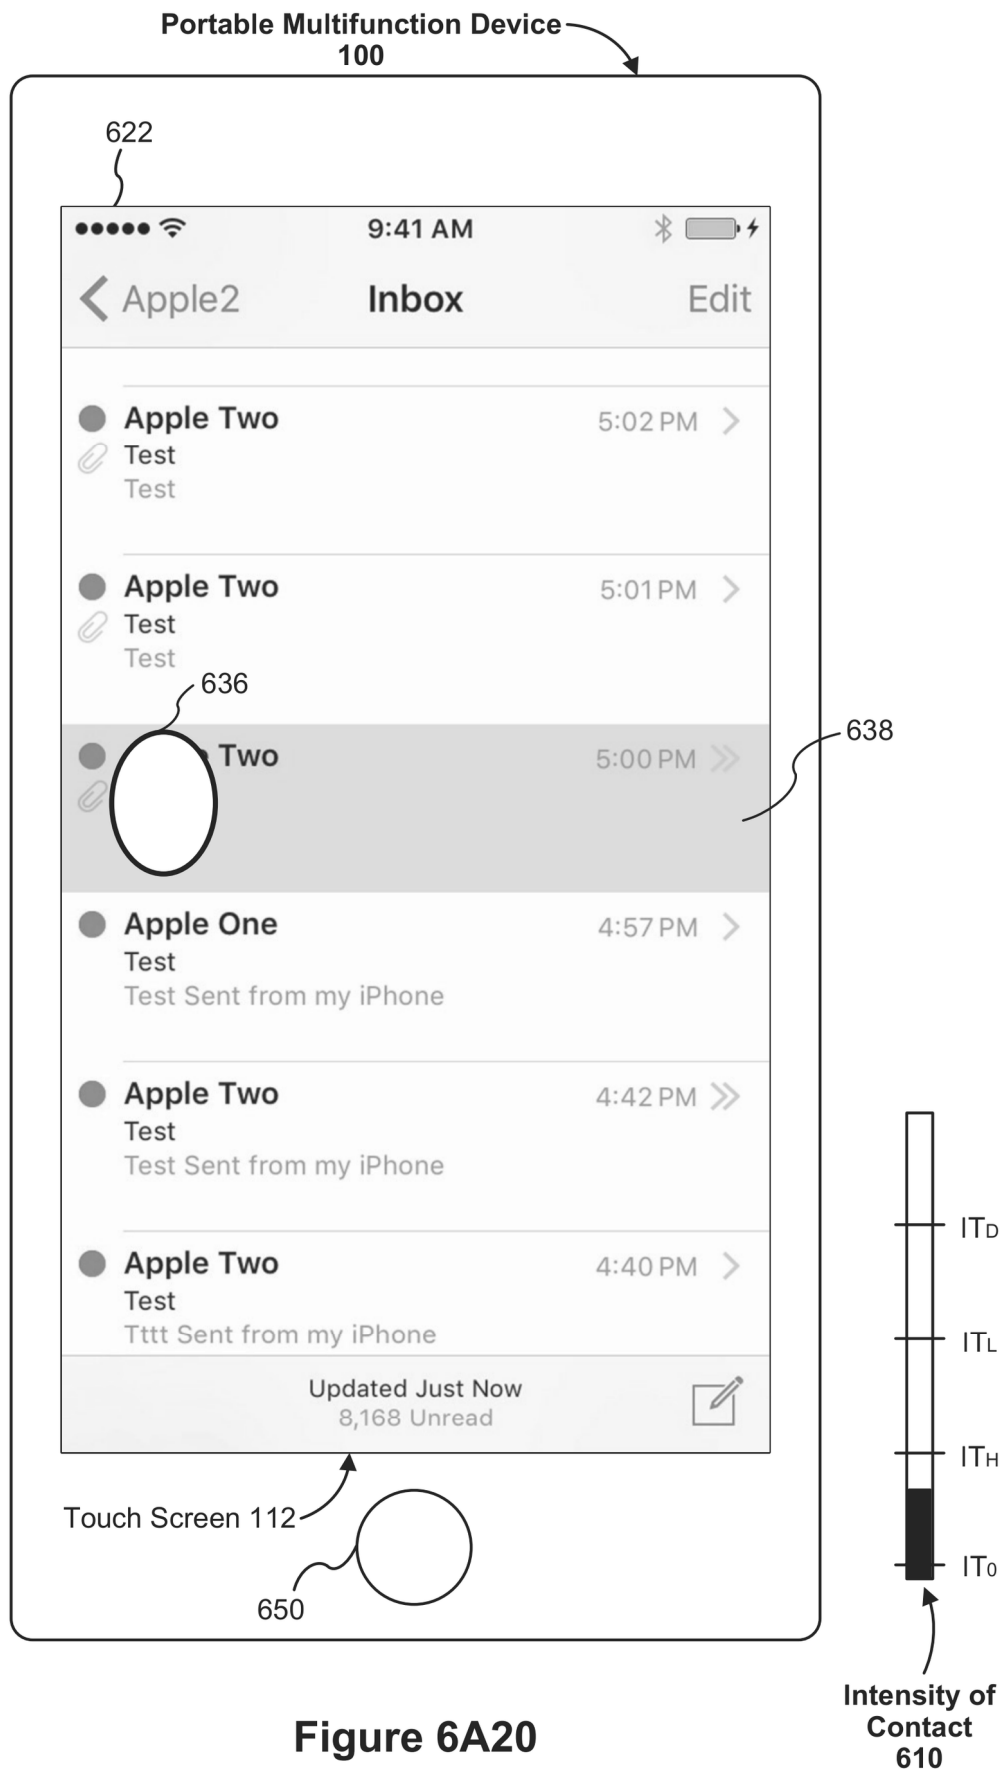 Portable Multifunction Device
100
622
9:41 AM
Apple2 Inbox Edit
Apple Two 5:02 PM
Test
Test
Apple Two 5:01 PM
Test
Test
636
638
Two 5:00 PM
Apple One 4:57 PM
Test
Test Sent from my iPhone
Apple Two 4:42 PM
Test
Test Sent from my iPhone
Apple Two 4:40 PM
Test
Tttt Sent from my iPhone
Updated Just Now
8,168 Unread
ITD
ITL
ITH
IT0
Touch Screen 112
650
Intensity of
Contact
610
Figure 6A20